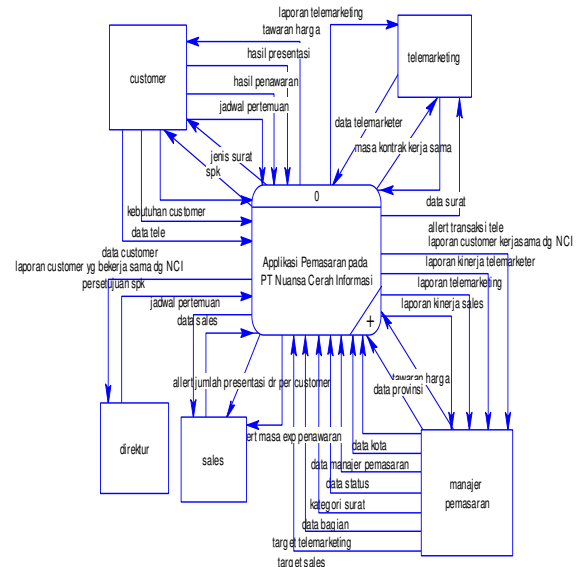 laporan telemarketing
tawaran harga
customer
hasil presentasi
telemarketing
hasil penawaran
jadwal pertemuan
data telemarketer
masa kontrak kerja sama
jenis surat
spk
0
data surat
kebutuhan customer
data tele
allert transaksi tele
laporan customer kerjasama dg NCI
data customer
laporan customer yg bekerja sama dg NCI
Applikasi Pemasaran pada
PT Nuansa Cerah Informasi
laporan kinerja telemarketer
persetujuan spk
laporan telemarketing
jadwal pertemuan
laporan kinerja sales
data sales
+
allert jumlah presentasi dr per customer
tawaran harga
data provinsi
direktur
sales
ert masa exp penawaran
data kota
data manajer pemasaran
data status
manajer
pemasaran
kategori surat
data bagian
target telemarketing
target sales